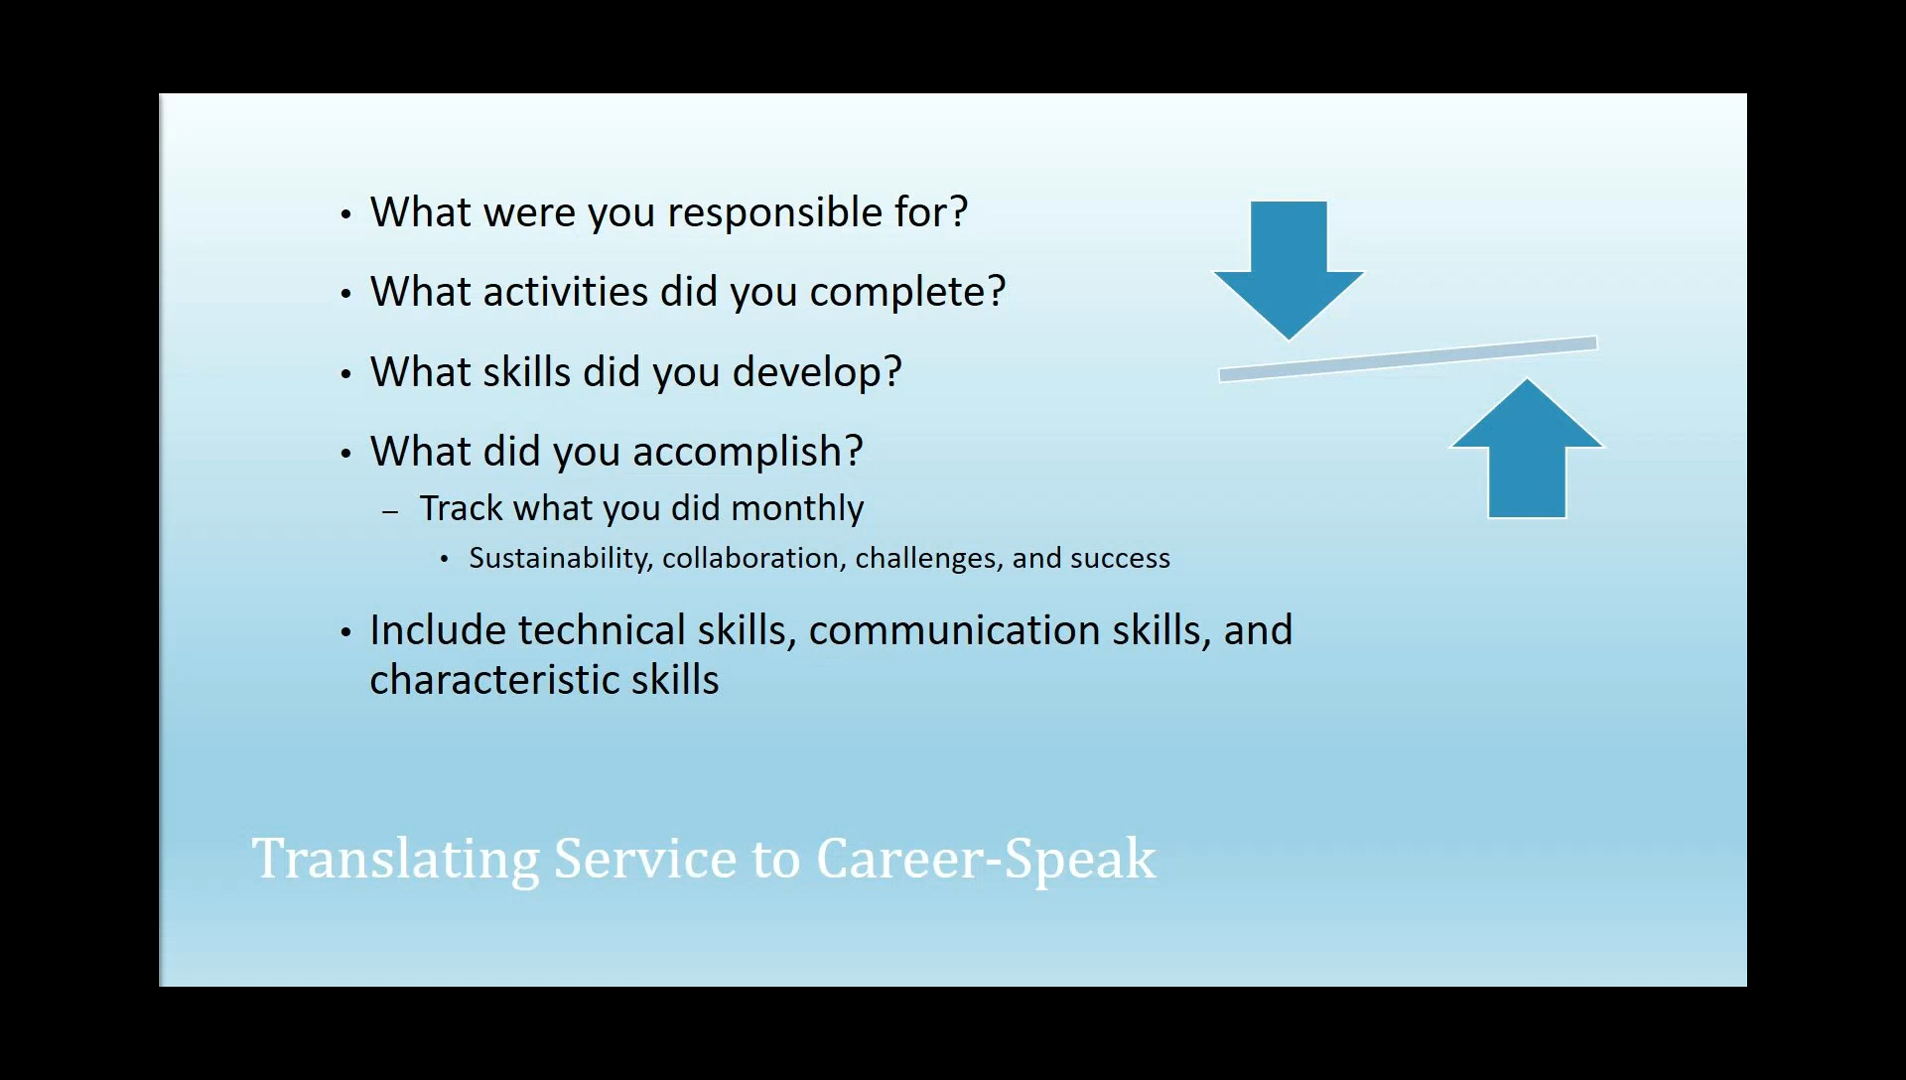 • What were you responsible for?
• What activities did you complete?
• What skills did you develop?
• What did you accomplish?
– Track what you did monthly
• Sustainability, collaboration, challenges, and success
• Include technical skills, communication skills, and
characteristic skills
Translating Service to Career-Speak